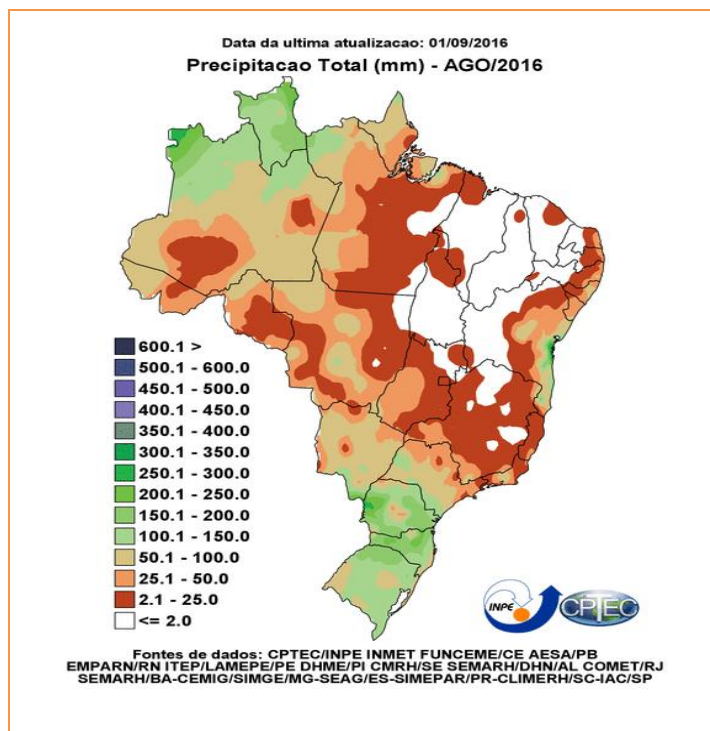 Data da ultima atualizacao: 01/09/2016
Precipitacao Total (mm) - AGO/2016
600.1 >
500.1 - 600.0
450.1 - 500.0
400.1 - 450.0
350.1 - 400.0
300.1 - 350.0
250.1 - 300.0
200.1 - 250.0
150.1 - 200.0
100.1 - 150.0
50.1 - 100.0
25.1 - 50.0
2.1 - 25.0
<= 2.0
INPE
CPTEC
Fontes de dados: CPTEC/INPE INMET FUNCEME/CE AESA/PB
EMPARN/RN ITEP/LAMEPE/PE DHME/PI CMRH/SE SEMARH/DHN/AL COMET/RJ
SEMARH/BA-CEMIG/SIMGE/MG-SEAG/ES-SIMEPAR/PR-CLIMERH/SC-IAC/SP